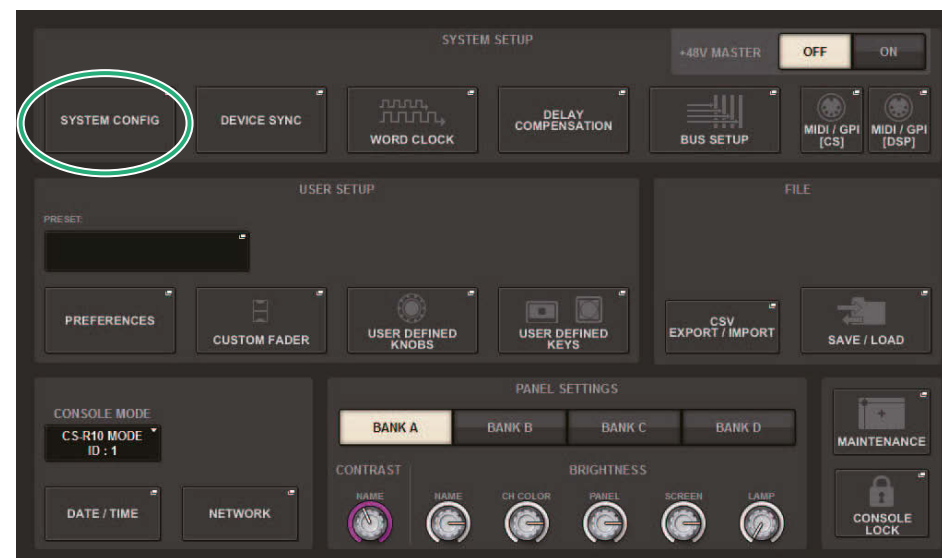 SYSTEM SETUP
+48V MASTER
OFF
ON
SYSTEM CONFIG
DEVICE SYNC
WORD CLOCK
DELAY
COMPENSATION
BUS SETUP
MIDI / GPI
[CS]
MIDI / GPI
[DSP]
USER SETUP
FILE
PRESET:
PREFERENCES
CUSTOM FADER
USER DEFINED
KNOBS
USER DEFINED
KEYS
CSV
EXPORT / IMPORT
SAVE / LOAD
CONSOLE MODE
CS-R10 MODE
ID : 1
DATE / TIME
NETWORK
PANEL SETTINGS
BANK A
BANK B
BANK C
BANK D
CONTRAST
BRIGHTNESS
NAME
NAME
CH COLOR
PANEL
SCREEN
LAMP
MAINTENANCE
CONSOLE
LOCK